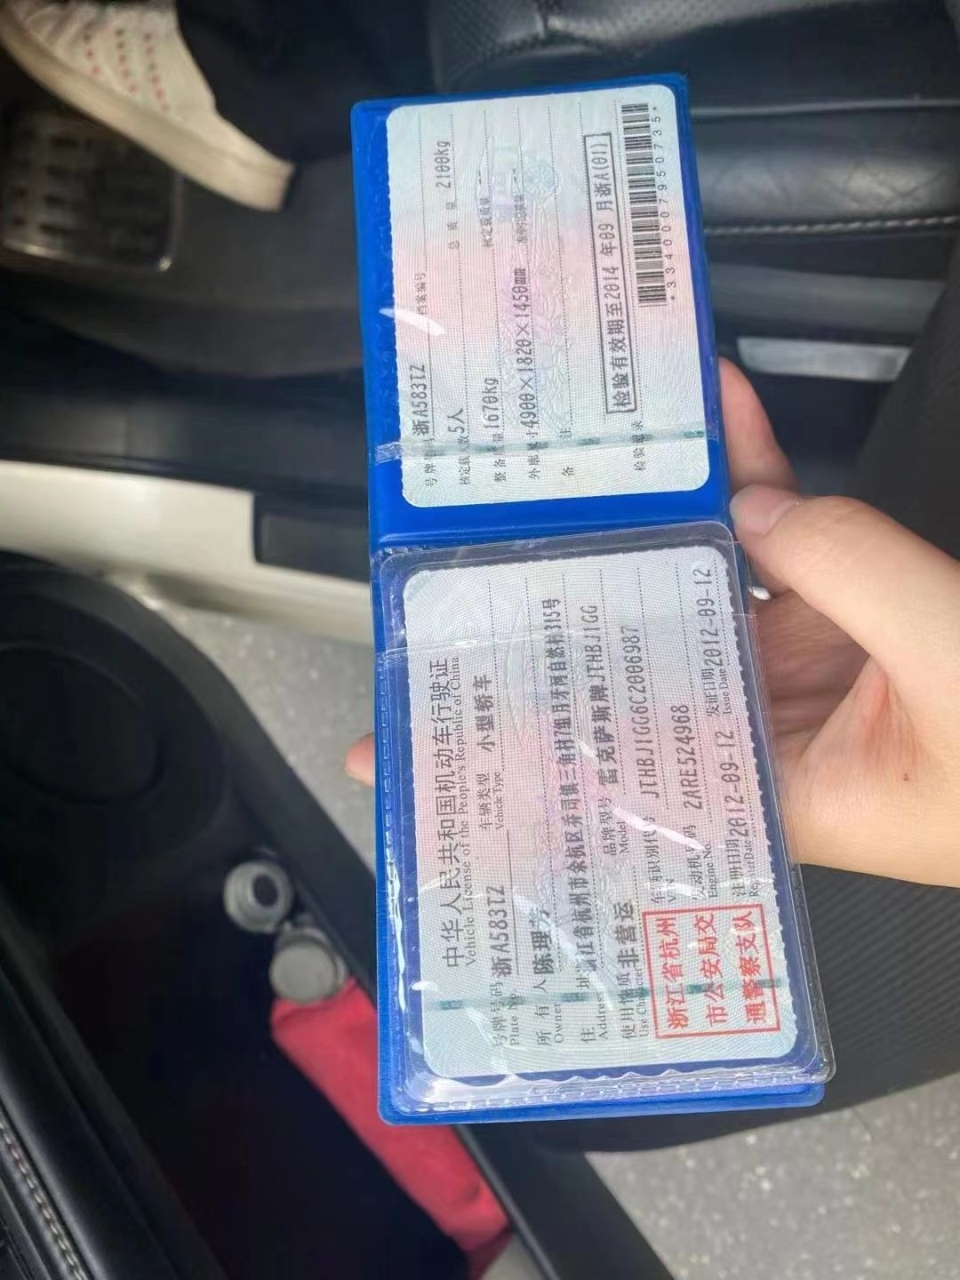 中华人民共和国机动车行驶证
Vehicle License of the People's Republic of China
号牌号码 浙A583TZ 车辆类型 小型轿车
Plate No. Vehicle Type
所有人 陈理芳
Owner
住址 浙江省杭州市余杭区乔司镇三角村7组月牙河自然村315号
Address
使用性质 非营运 品牌型号 雷克萨斯牌JTHBJ1GG
Use Character Model
浙江省杭州
市公安局交
通警察支队
车辆识别代号 JTHBJ1GG6C2006987
VIN
发动机号码 2ARE524968
Engine No.
注册日期 2012-09-12 发证日期 2012-09-12
Register Date Issue Date
号牌号码 浙A583TZ 档案编号
核定载人数 5人 总质量 2100kg
整备质量 1670kg 核定载质量
外廓尺寸 4900×1820×1450mm
备注
检验有效期至2014年09月浙A(01)
检验记录
*3340007950735*